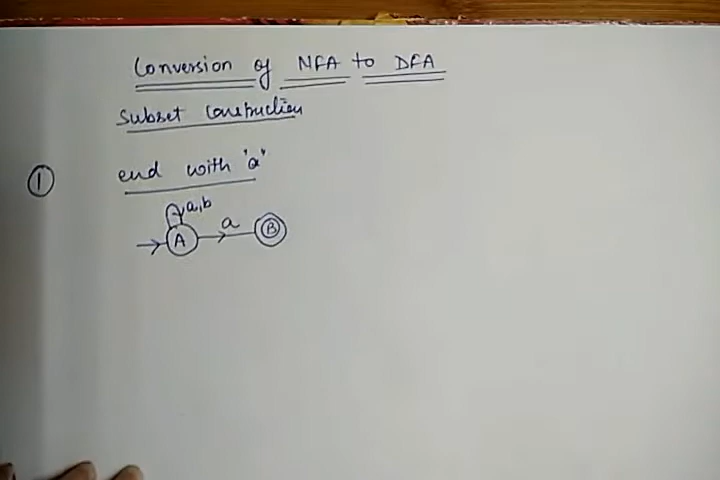 Conversion of NFA to DFA
Subset Construction
① end with "a"
a,b
A a B